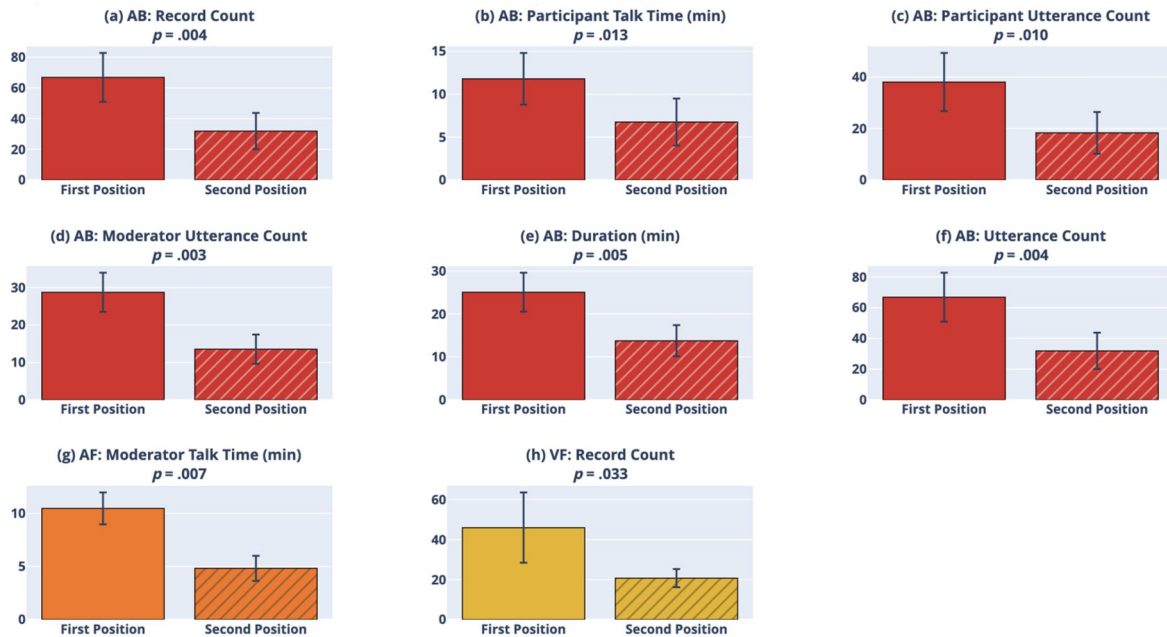 (a) AB: Record Count
p = .004
80
60
40
20
0
First Position Second Position
(b) AB: Participant Talk Time (min)
p = .013
15
10
5
0
First Position Second Position
(c) AB: Participant Utterance Count
p = .010
40
20
0
First Position Second Position
(d) AB: Moderator Utterance Count
p = .003
30
20
10
0
First Position Second Position
(e) AB: Duration (min)
p = .005
30
20
10
0
First Position Second Position
(f) AB: Utterance Count
p = .004
80
60
40
20
0
First Position Second Position
(g) AF: Moderator Talk Time (min)
p = .007
10
5
0
First Position Second Position
(h) VF: Record Count
p = .033
60
40
20
0
First Position Second Position